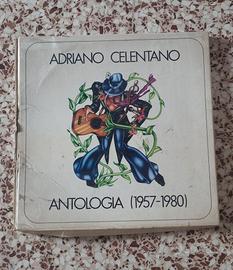 ADRIANO CELENTANO
ANTOLOGIA (1957-1980)